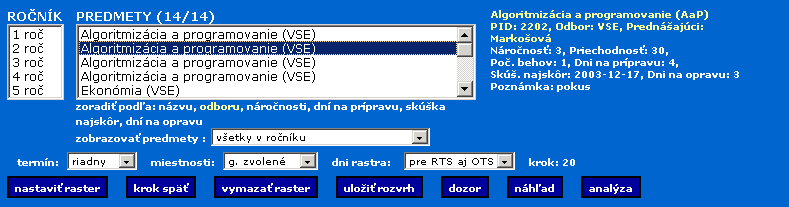 ROČNÍK
1 roč
2 roč
3 roč
4 roč
5 roč
PREDMETY (14/14)
Algoritmizácia a programovanie (VSE)
Algoritmizácia a programovanie (VSE)
Algoritmizácia a programovanie (VSE)
Algoritmizácia a programovanie (VSE)
Ekonómia (VSE)
zoradiť podľa: názvu, odboru, náročnosti, dní na prípravu, skúška
najskôr, dní na opravu
zobrazovať predmety : všetky v ročníku
Algoritmizácia a programovanie (AaP)
PID: 2202, Odbor: VSE, Prednášajúci:
Markošová
Náročnosť: 3, Priechodnosť: 30,
Poč. behov: 1, Dni na prípravu: 4,
Skúš. najskôr: 2003-12-17, Dni na opravu: 3
Poznámka: pokus
termín: riadny miestnosti: g. zvolené dni rastra: pre RTS aj OTS krok: 20
nastaviť raster krok späť vymazať raster uložiť rozvrh dozor náhľad analýza